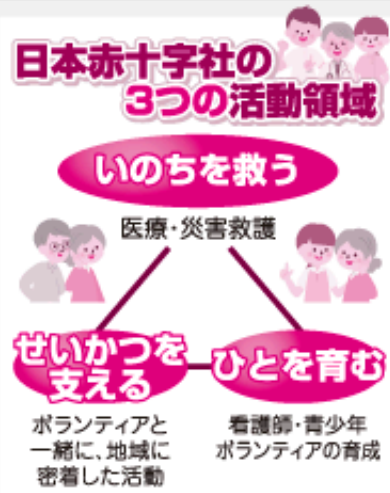 日本赤十字社の
3つの活動領域
いのちを救う
医療・災害救護
せいかつを
支える
ボランティアと
一緒に、地域に
密着した活動
ひとを育む
看護師・青少年
ボランティアの育成